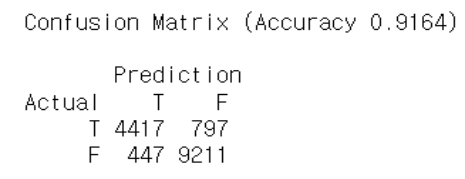 Confusion Matrix (Accuracy 0.9164)
Prediction
Actual T F
T 4417 797
F 447 9211